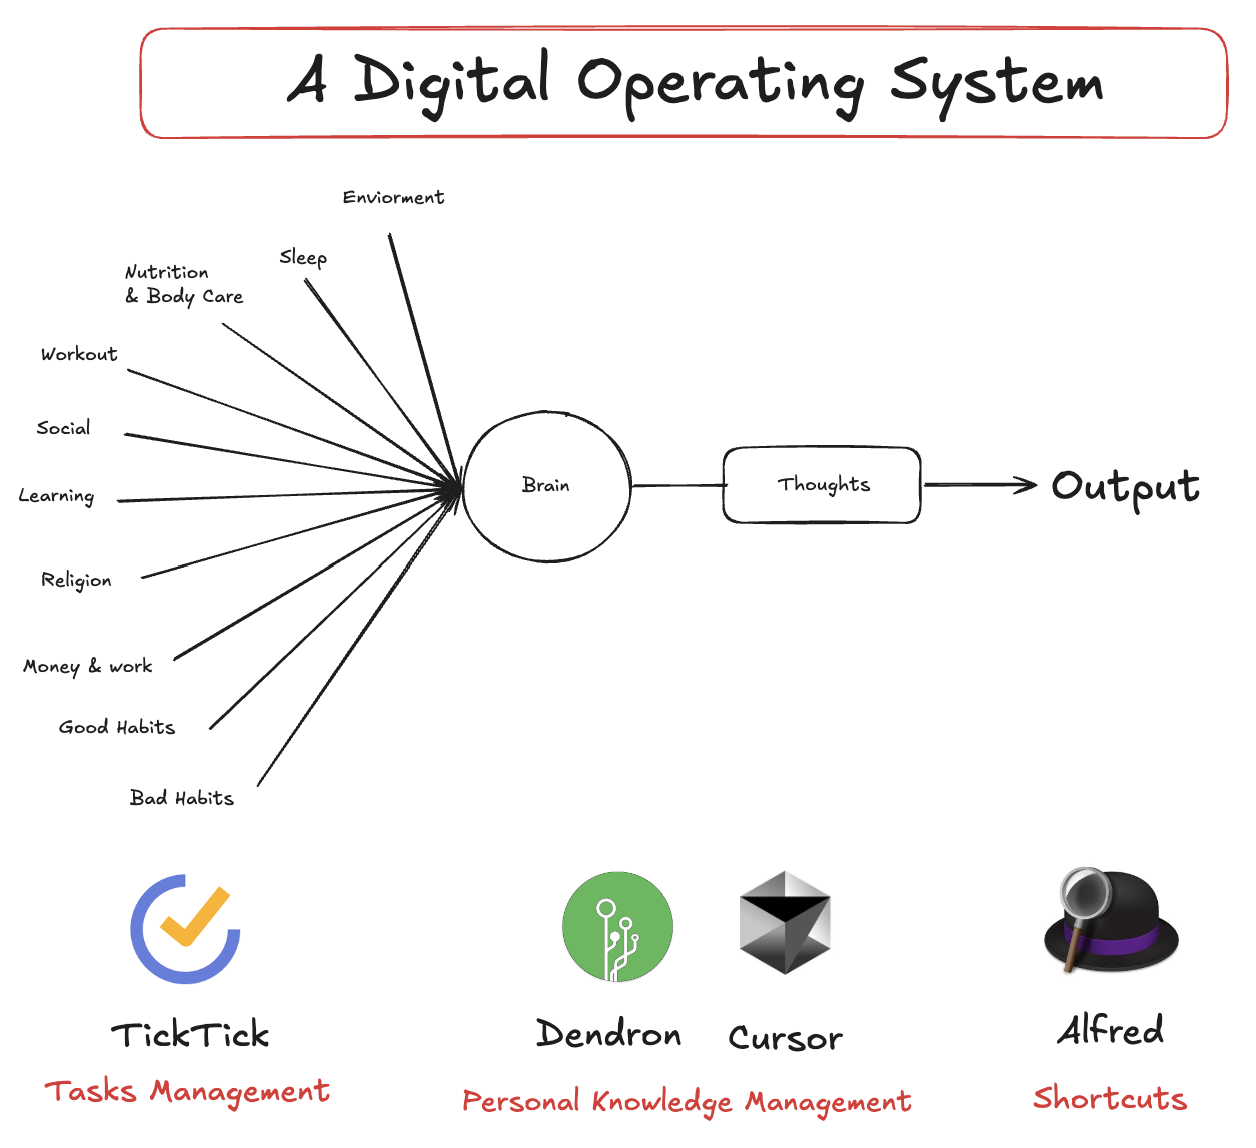 A Digital Operating System
Enviorment
Sleep
Nutrition
& Body Care
Workout
Social
Learning
Religion
Money & work
Good Habits
Bad Habits
Brain
Thoughts
Output
TickTick
Tasks Management
Dendron
Cursor
Personal Knowledge Management
Alfred
Shortcuts